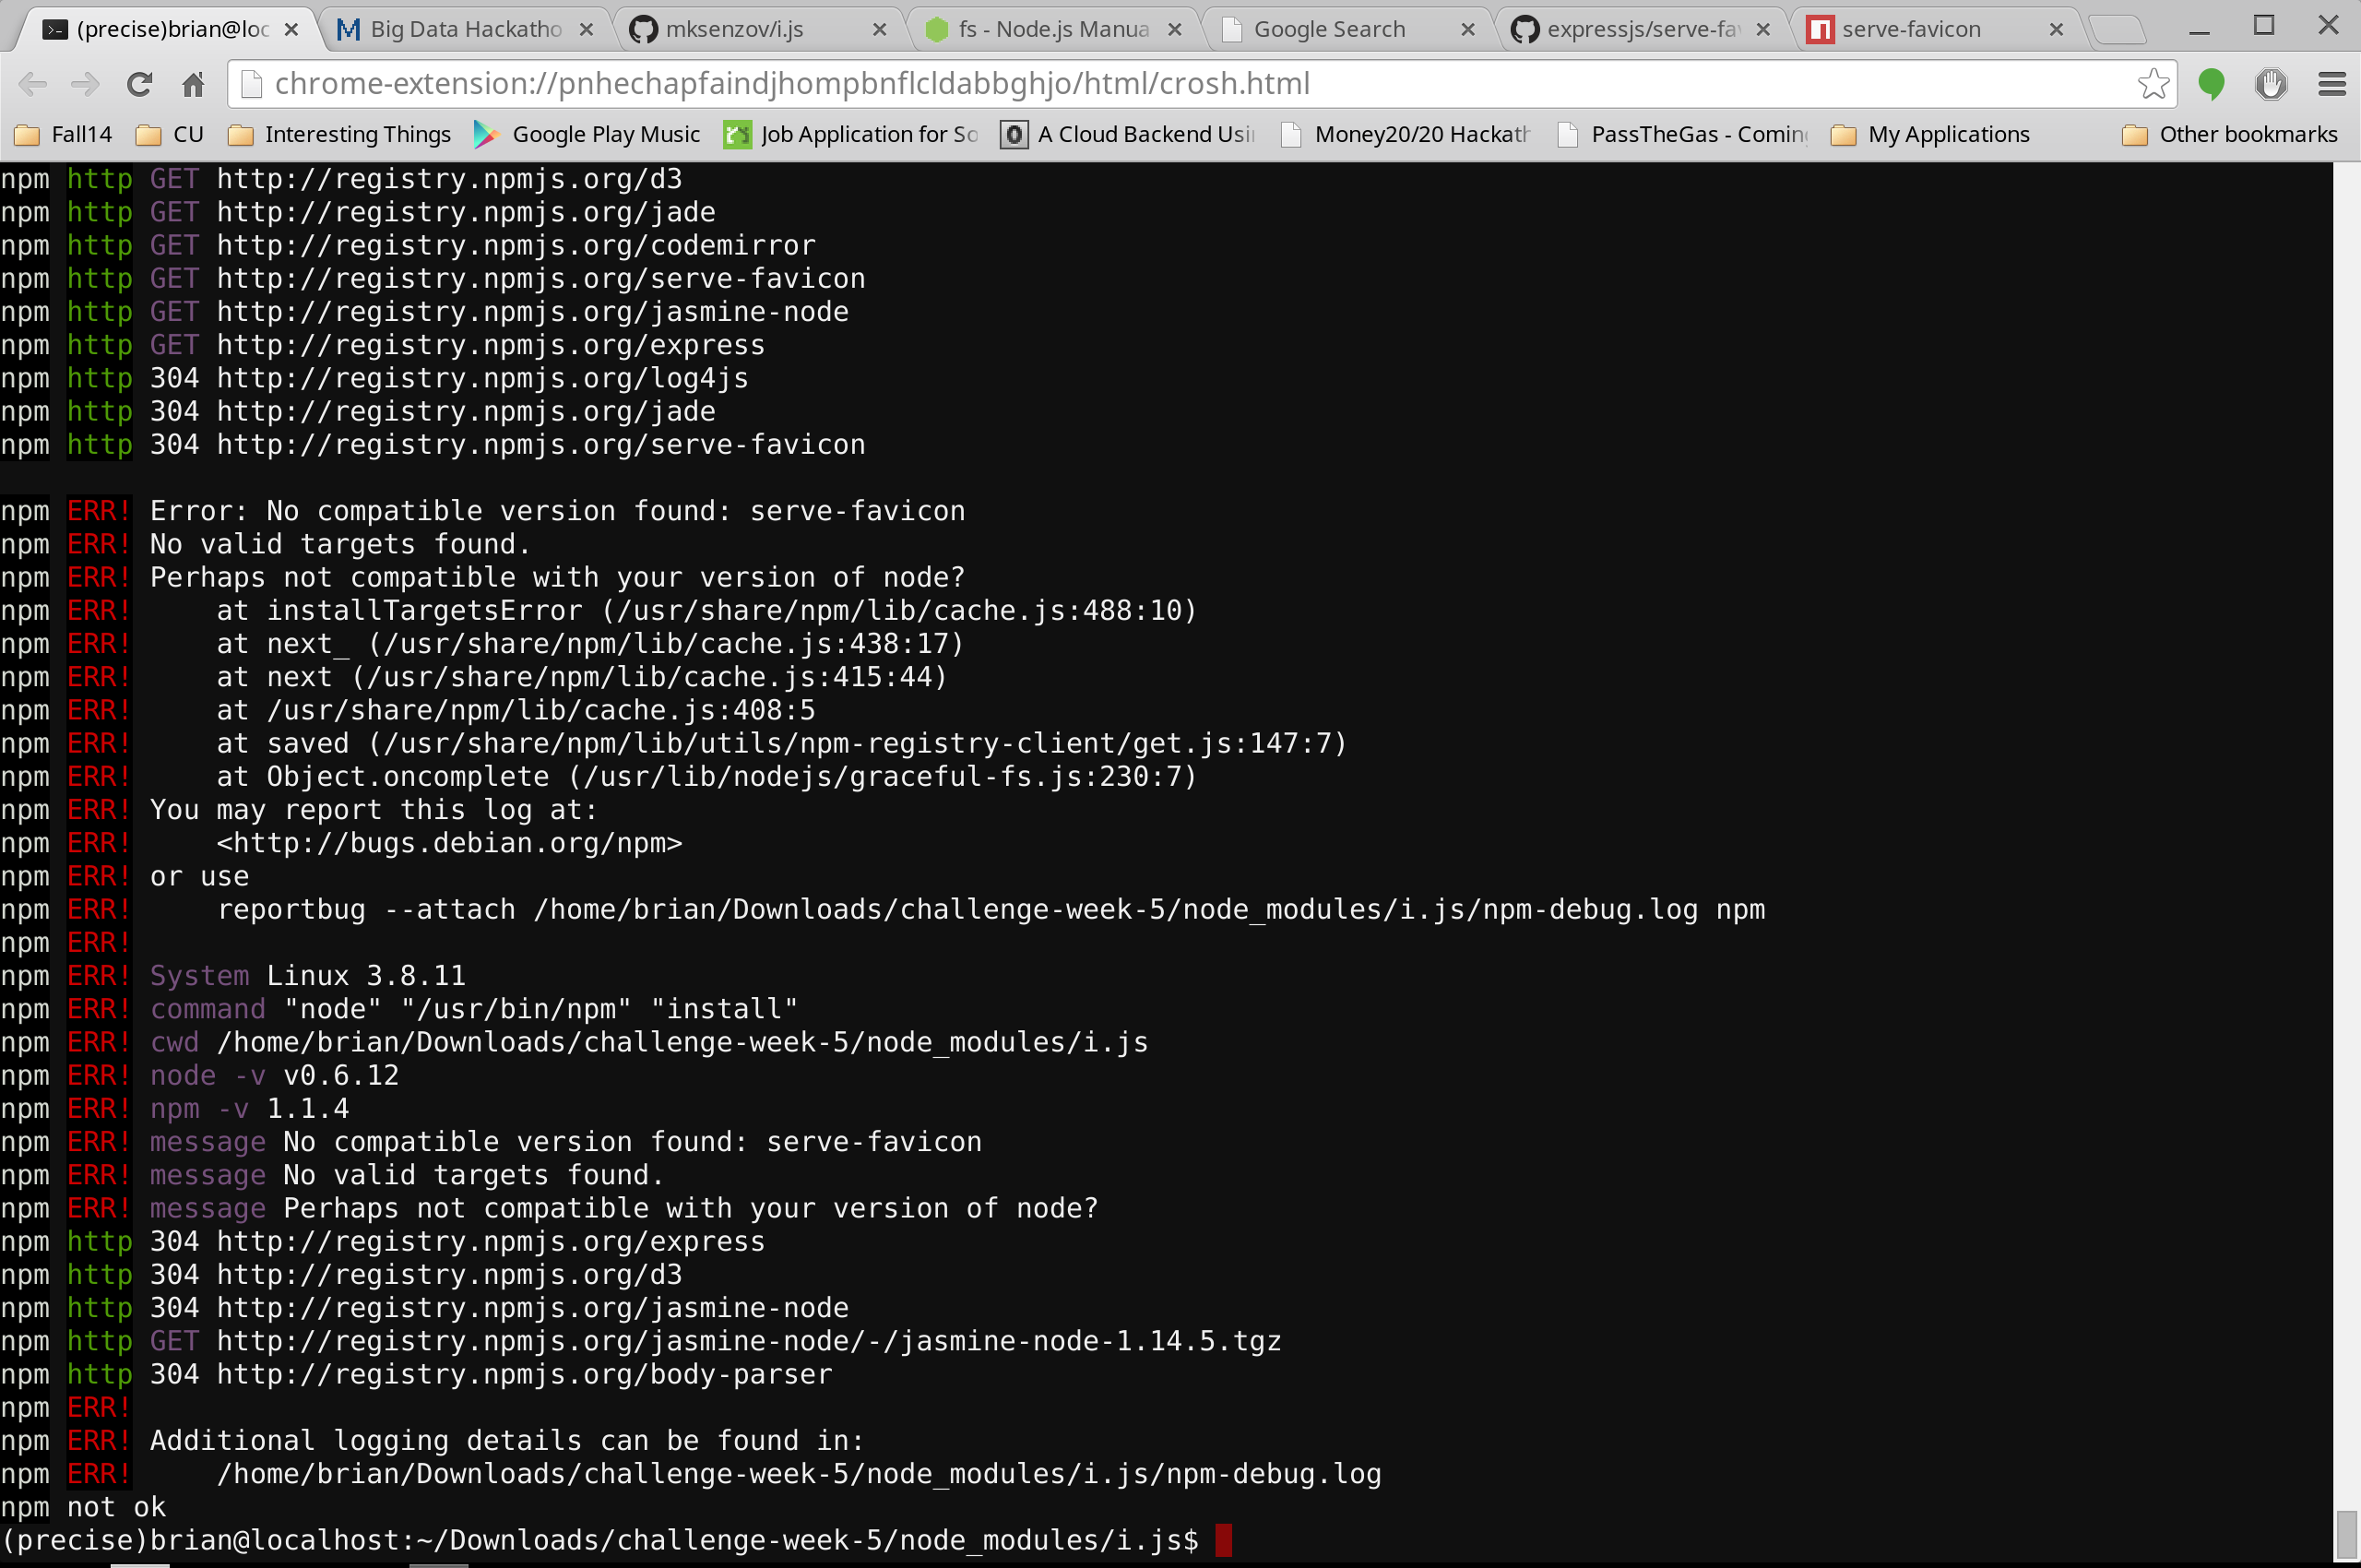 (precise)brian@loc
Big Data Hackatho
mksenzov/i.js
fs - Node.js Manua
Google Search
expressjs/serve-fav
serve-favicon
chrome-extension://pnhechapfaindjhompbnflcldabbghjo/html/crosh.html
Fall14
CU
Interesting Things
Google Play Music
Job Application for So
A Cloud Backend Usi
Money20/20 Hackath
PassTheGas - Coming
My Applications
Other bookmarks
npm http GET http://registry.npmjs.org/d3
npm http GET http://registry.npmjs.org/jade
npm http GET http://registry.npmjs.org/codemirror
npm http GET http://registry.npmjs.org/serve-favicon
npm http GET http://registry.npmjs.org/jasmine-node
npm http GET http://registry.npmjs.org/express
npm http 304 http://registry.npmjs.org/log4js
npm http 304 http://registry.npmjs.org/jade
npm http 304 http://registry.npmjs.org/serve-favicon
npm ERR! Error: No compatible version found: serve-favicon
npm ERR! No valid targets found.
npm ERR! Perhaps not compatible with your version of node?
npm ERR!     at installTargetsError (/usr/share/npm/lib/cache.js:488:10)
npm ERR!     at next_ (/usr/share/npm/lib/cache.js:438:17)
npm ERR!     at next (/usr/share/npm/lib/cache.js:415:44)
npm ERR!     at /usr/share/npm/lib/cache.js:408:5
npm ERR!     at saved (/usr/share/npm/lib/utils/npm-registry-client/get.js:147:7)
npm ERR!     at Object.oncomplete (/usr/lib/nodejs/graceful-fs.js:230:7)
npm ERR! You may report this log at:
npm ERR!     <http://bugs.debian.org/npm>
npm ERR! or use
npm ERR!     reportbug --attach /home/brian/Downloads/challenge-week-5/node_modules/i.js/npm-debug.log npm
npm ERR!
npm ERR! System Linux 3.8.11
npm ERR! command "node" "/usr/bin/npm" "install"
npm ERR! cwd /home/brian/Downloads/challenge-week-5/node_modules/i.js
npm ERR! node -v v0.6.12
npm ERR! npm -v 1.1.4
npm ERR! message No compatible version found: serve-favicon
npm ERR! message No valid targets found.
npm ERR! message Perhaps not compatible with your version of node?
npm http 304 http://registry.npmjs.org/express
npm http 304 http://registry.npmjs.org/d3
npm http 304 http://registry.npmjs.org/jasmine-node
npm http GET http://registry.npmjs.org/jasmine-node/-/jasmine-node-1.14.5.tgz
npm http 304 http://registry.npmjs.org/body-parser
npm ERR!
npm ERR! Additional logging details can be found in:
npm ERR!     /home/brian/Downloads/challenge-week-5/node_modules/i.js/npm-debug.log
npm not ok
(precise)brian@localhost:~/Downloads/challenge-week-5/node_modules/i.js$